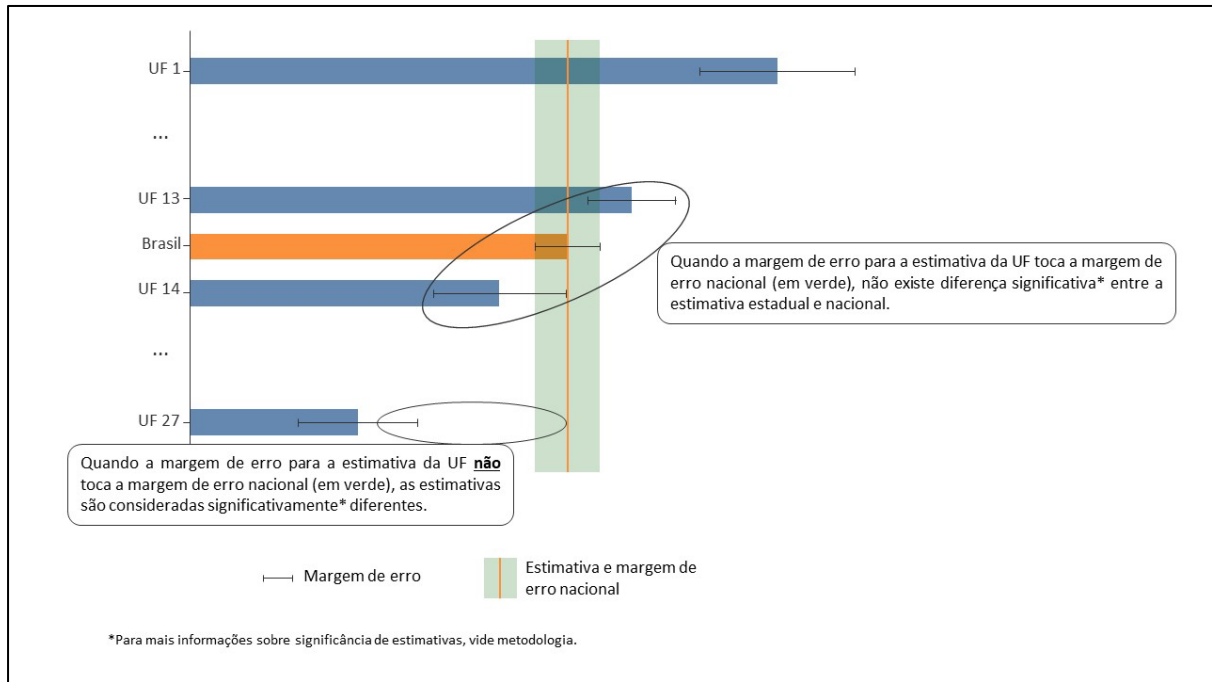 UF 1
...
UF 13
Brasil
UF 14
Quando a margem de erro para a estimativa da UF toca a margem de
erro nacional (em verde), não existe diferença significativa* entre a
estimativa estadual e nacional.
...
UF 27
Quando a margem de erro para a estimativa da UF não
toca a margem de erro nacional (em verde), as estimativas
são consideradas significativamente* diferentes.
Margem de erro
Estimativa e margem de
erro nacional
*Para mais informações sobre significância de estimativas, vide metodologia.